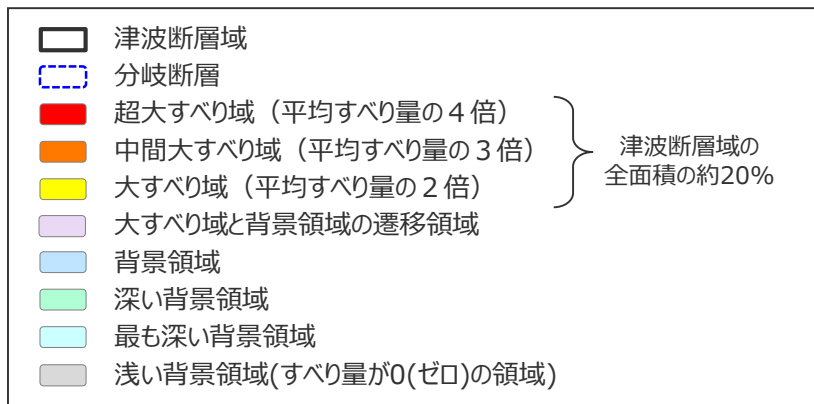 津波断層域
分岐断層
超大すべり域（平均すべり量の４倍）
中間大すべり域（平均すべり量の３倍）
大すべり域（平均すべり量の２倍）
津波断層域の
全面積の約20%
大すべり域と背景領域の遷移領域
背景領域
深い背景領域
最も深い背景領域
浅い背景領域(すべり量が0(ゼロ)の領域)